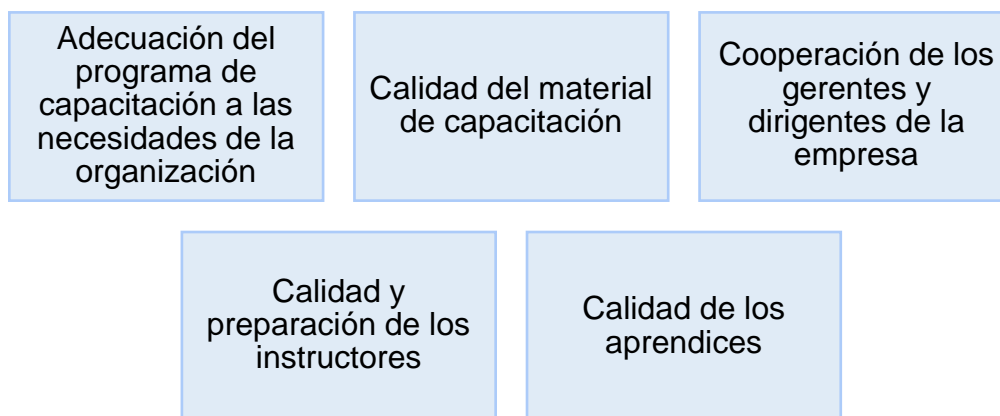 Adecuación del
programa de
capacitación a las
necesidades de la
organización
Calidad del material
de capacitación
Cooperación de los
gerentes y
dirigentes de la
empresa
Calidad y
preparación de los
instructores
Calidad de los
aprendices